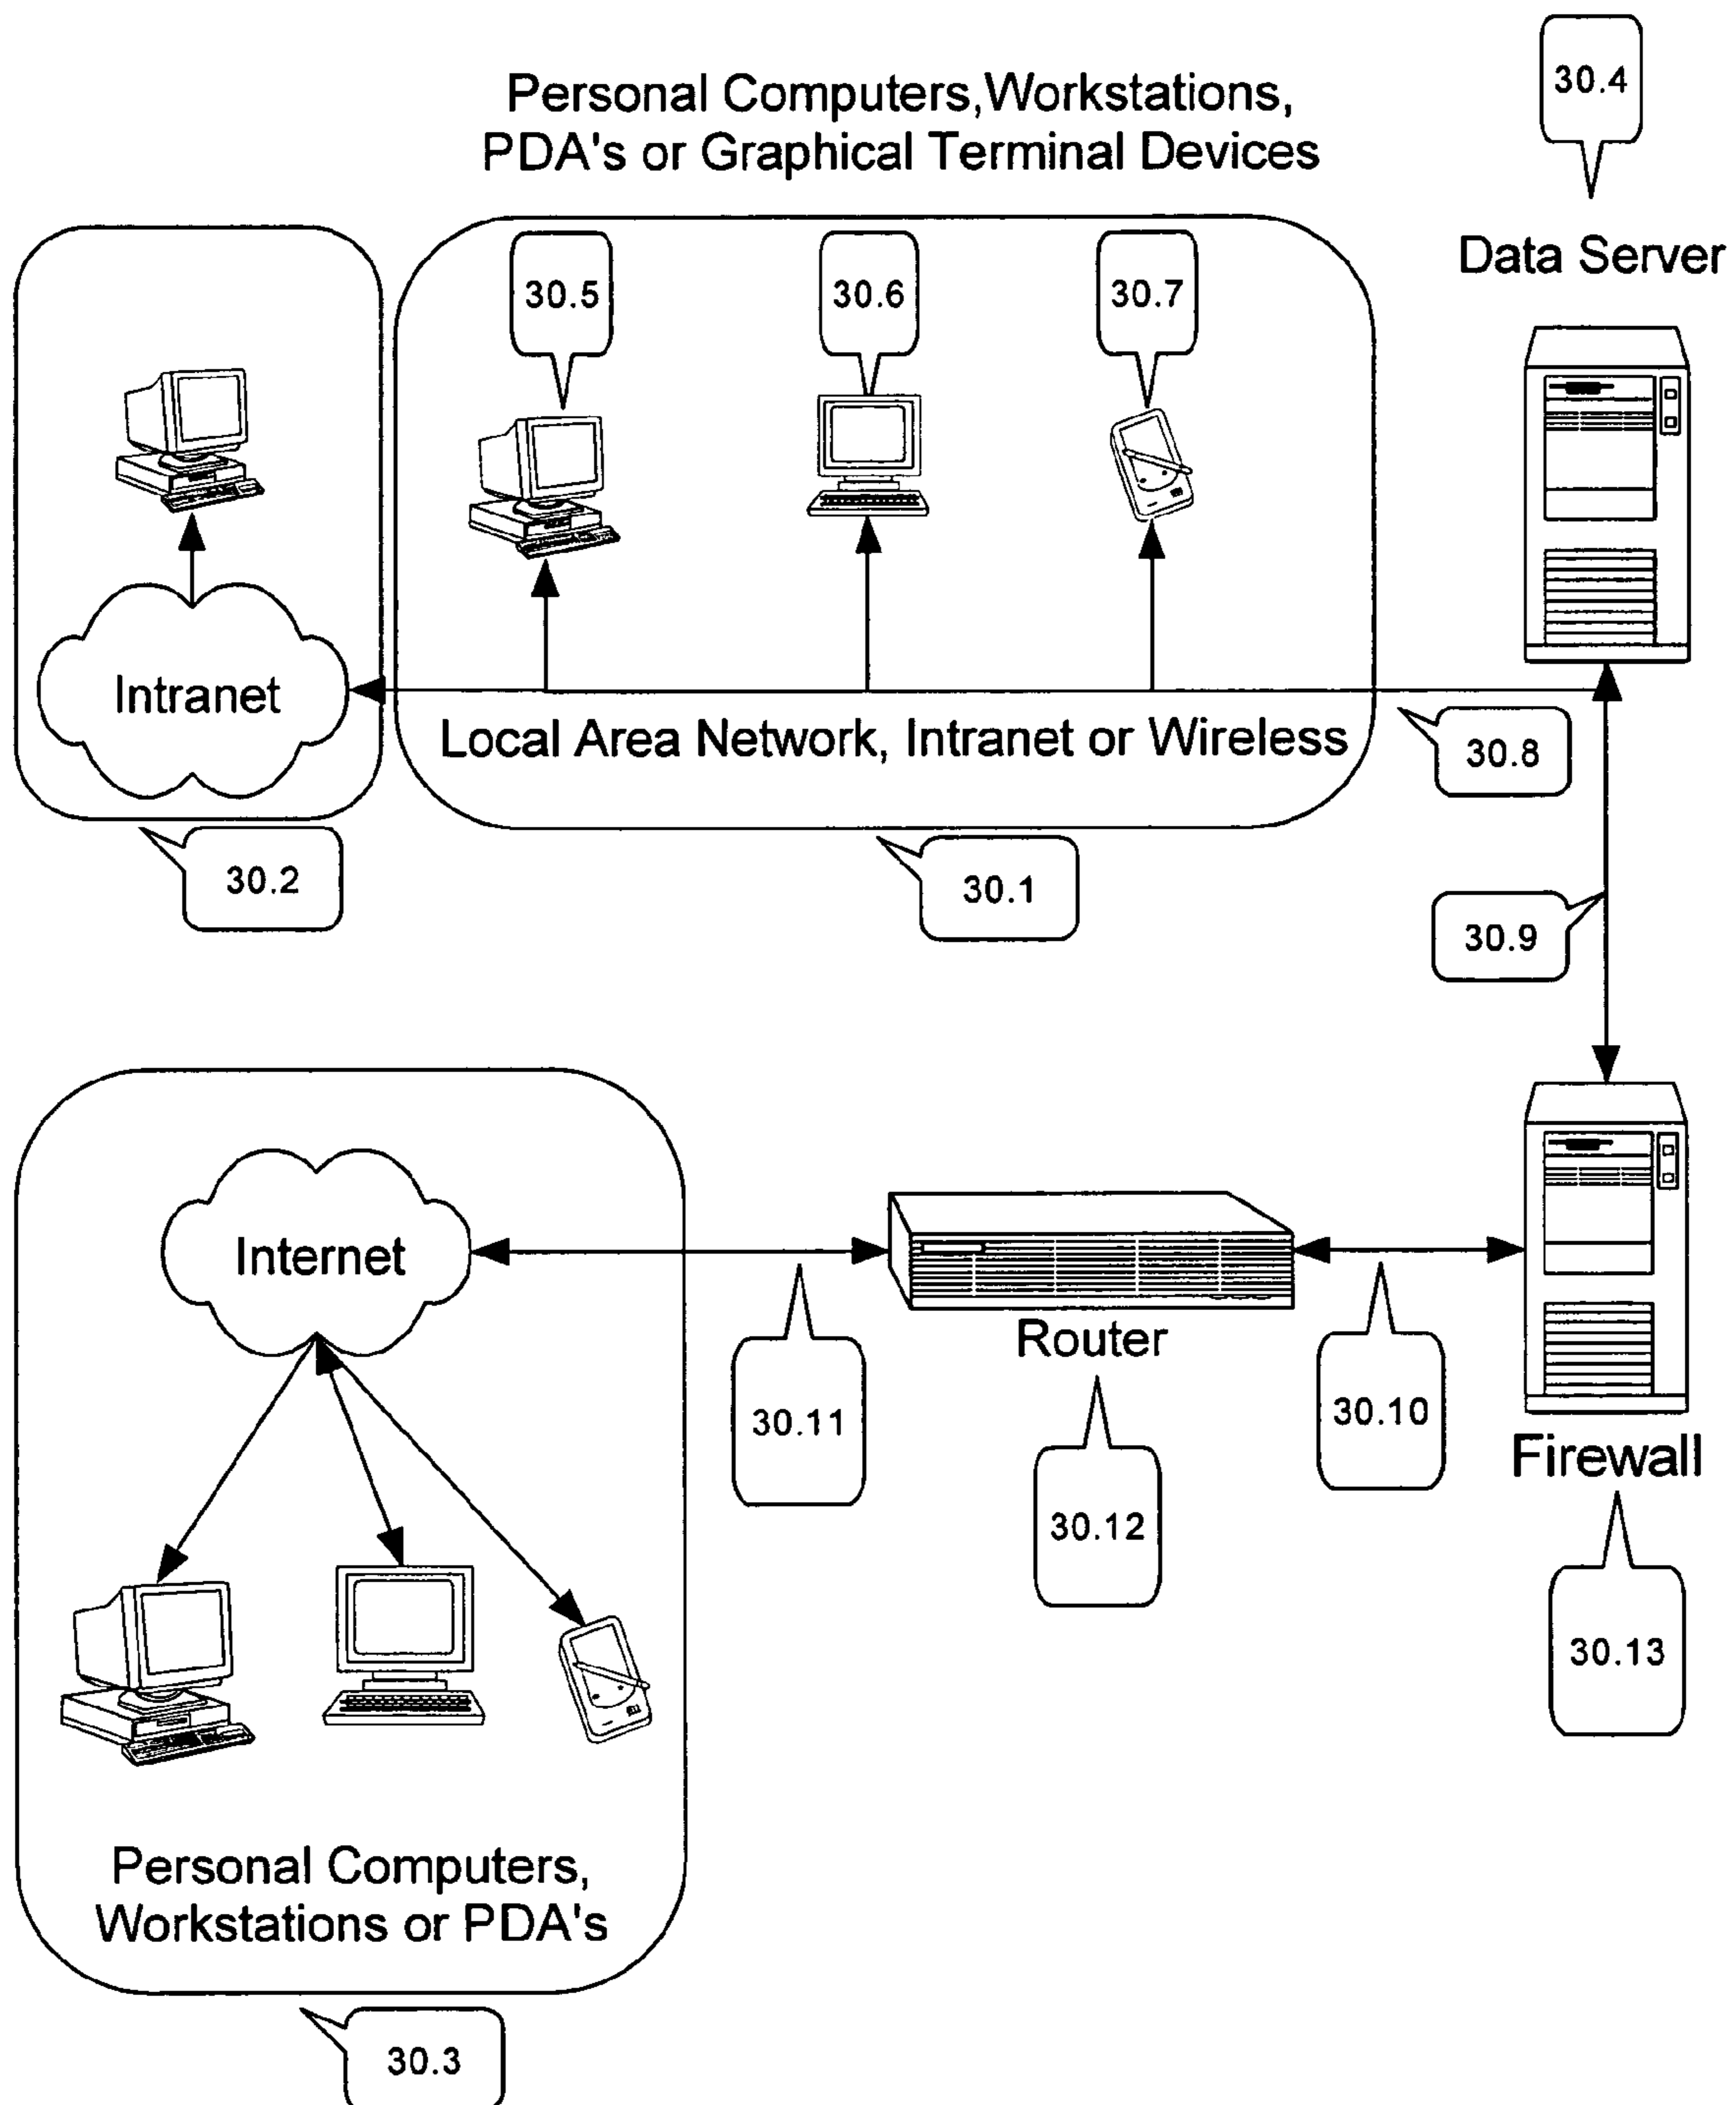 30.4
Personal Computers,Workstations,
PDA's or Graphical Terminal Devices
Data Server
30.5
30.6
30.7
Intranet
Local Area Network, Intranet or Wireless
30.8
30.2
30.1
30.9
Internet
Router
30.11
30.10
Firewall
30.12
30.13
Personal Computers,
Workstations or PDA's
30.3